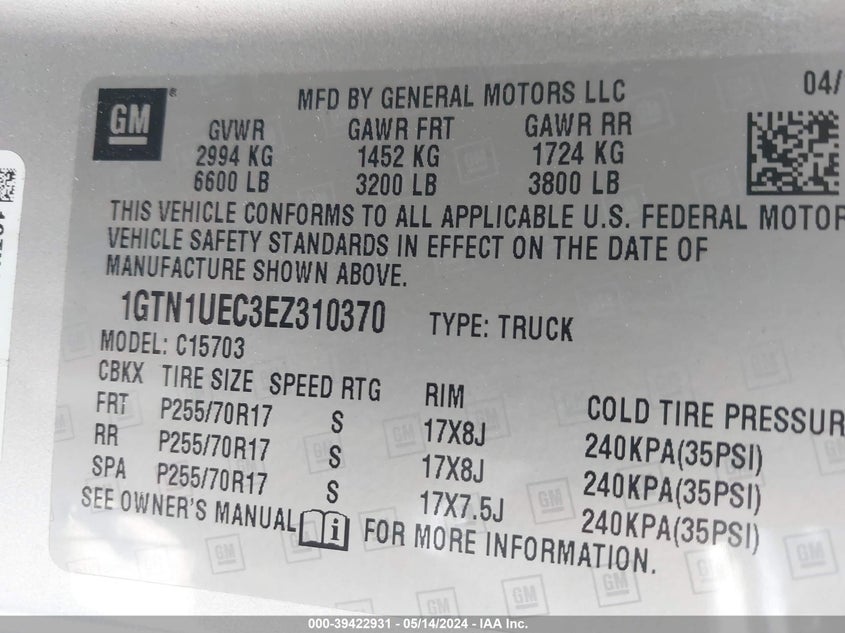 GM
MFD BY GENERAL MOTORS LLC
04/
GVWR GAWR FRT GAWR RR
2994 KG 1452 KG 1724 KG
6600 LB 3200 LB 3800 LB
THIS VEHICLE CONFORMS TO ALL APPLICABLE U.S. FEDERAL MOTOR
VEHICLE SAFETY STANDARDS IN EFFECT ON THE DATE OF
MANUFACTURE SHOWN ABOVE.
1GTN1UEC3EZ310370 TYPE: TRUCK
MODEL: C15703
CBKX TIRE SIZE SPEED RTG RIM COLD TIRE PRESSUR
FRT P255/70R17 S 17X8J 240KPA(35PSI)
RR P255/70R17 S 17X8J 240KPA(35PSI)
SPA P255/70R17 S 17X7.5J 240KPA(35PSI)
SEE OWNER'S MANUAL i FOR MORE INFORMATION.
000-39422931 - 05/14/2024 - IAA Inc.